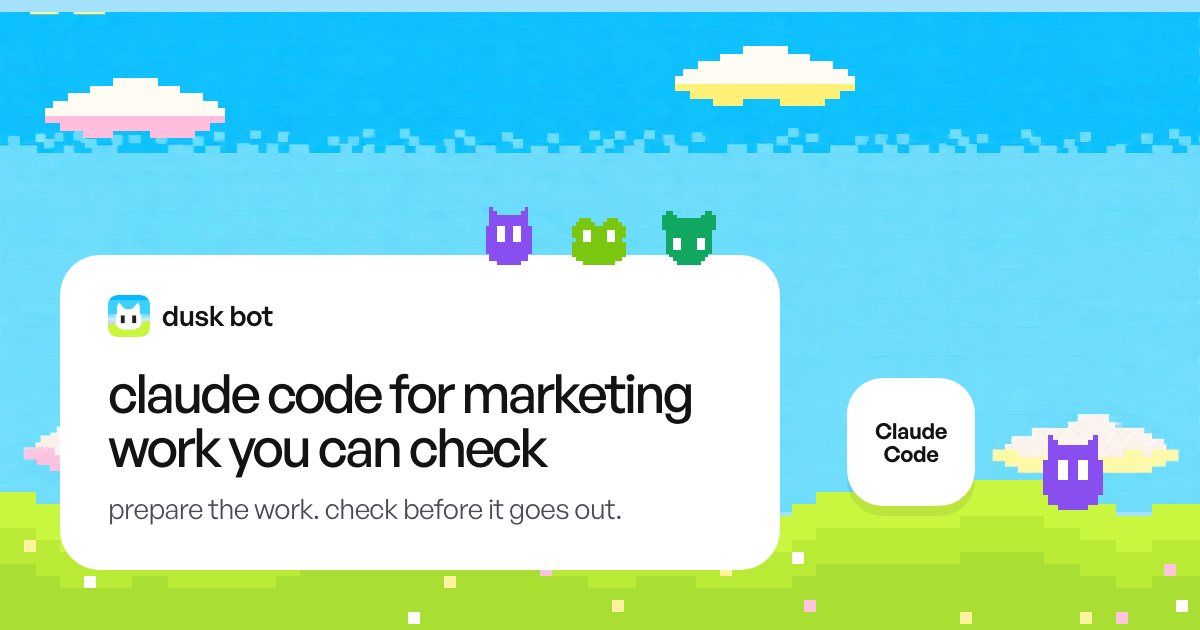 dusk bot
claude code for marketing
work you can check
prepare the work. check before it goes out.
Claude
Code